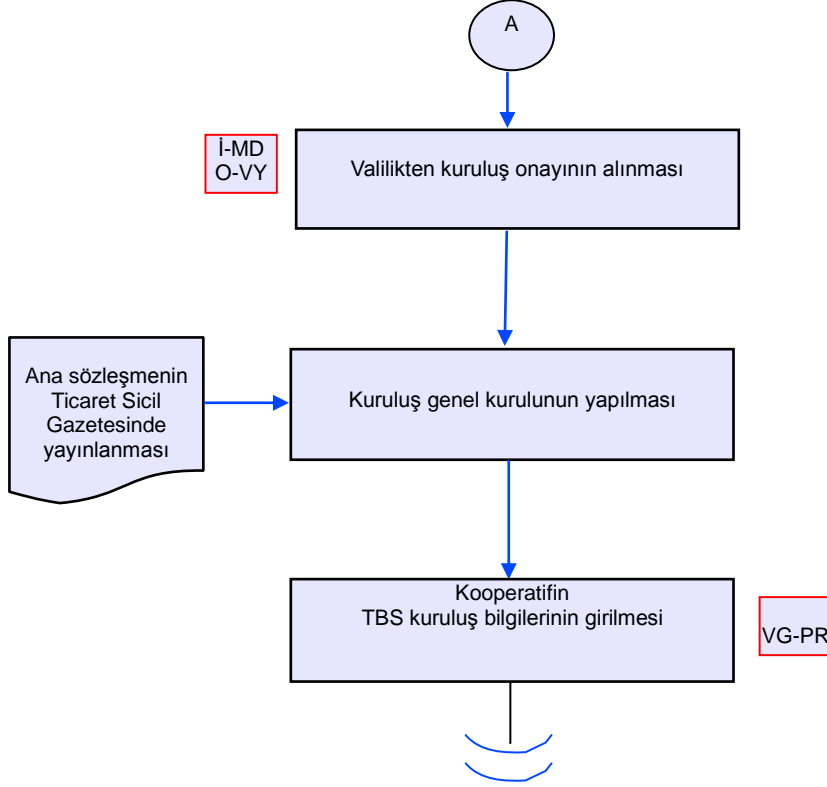 A
İ-MD
O-VY
Valilikten kuruluş onayının alınması
Ana sözleşmenin
Ticaret Sicil
Gazetesinde
yayınlanması
Kuruluş genel kurulunun yapılması
Kooperatifin
TBS kuruluş bilgilerinin girilmesi
VG-PR